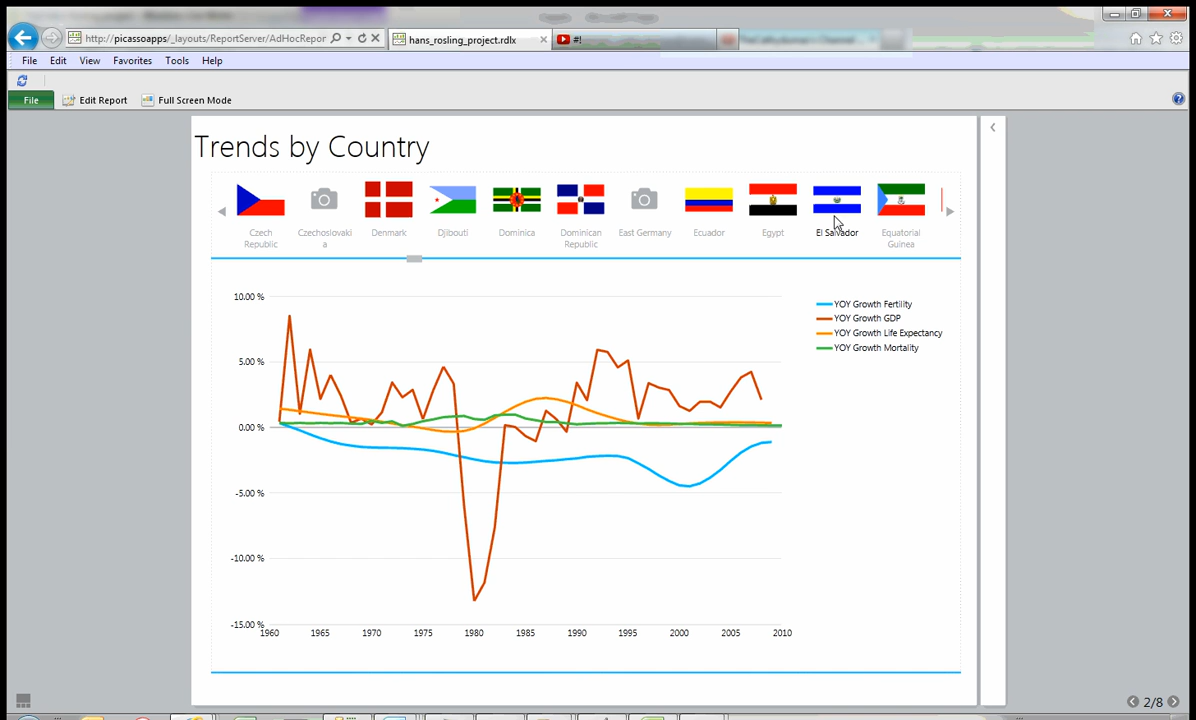 http://picassoapps/_layouts/ReportServer/AdHocRepor
hans_rosling_project.rdlx
#!
File Edit View Favorites Tools Help
File Edit Report Full Screen Mode
Trends by Country
Czech Republic
Czechoslovaki
a
Denmark
Djibouti
Dominica
Dominican
Republic
East Germany
Ecuador
Egypt
El Salvador
Equatorial
Guinea
10.00 %
5.00 %
0.00 %
-5.00 %
-10.00 %
-15.00 %
1960 1965 1970 1975 1980 1985 1990 1995 2000 2005 2010
YOY Growth Fertility
YOY Growth GDP
YOY Growth Life Expectancy
YOY Growth Mortality
2/8